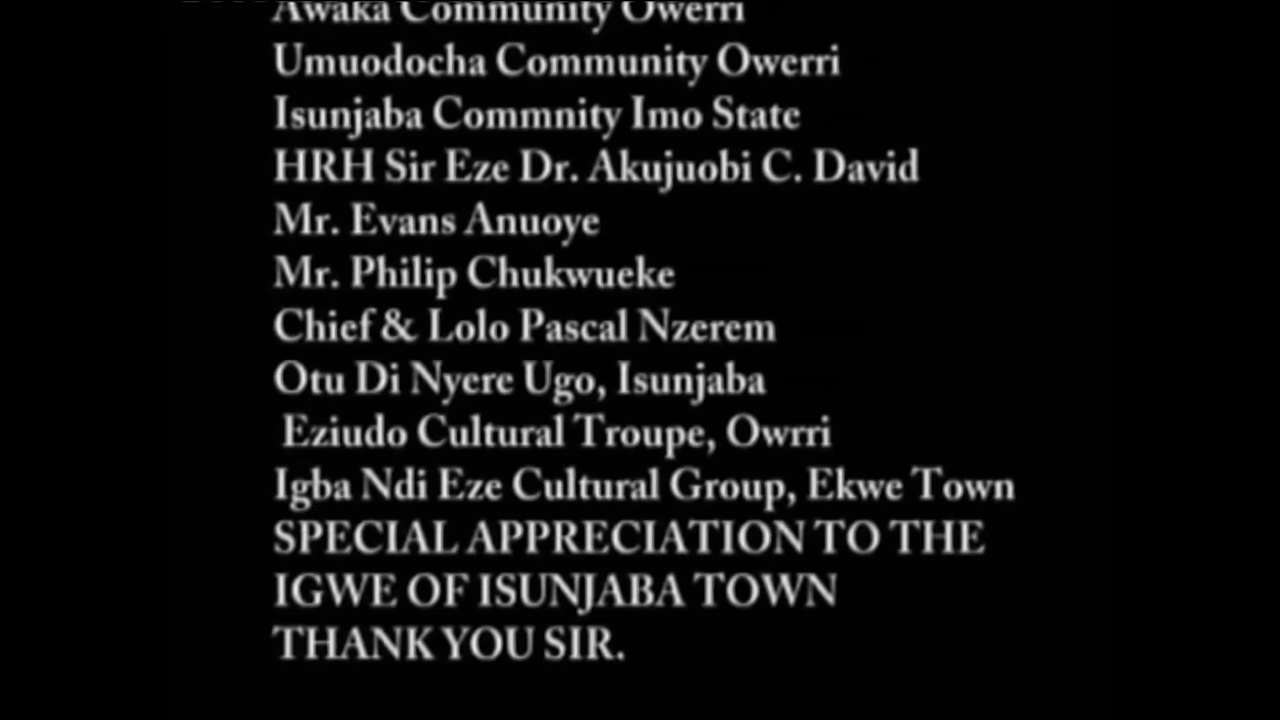 Awaka Community Owerri
Umuodocha Community Owerri
Isunjaba Commnity Imo State
HRH Sir Eze Dr. Akujuobi C. David
Mr. Evans Anuoye
Mr. Philip Chukwueke
Chief & Lolo Pascal Nzerem
Otu Di Nyere Ugo, Isunjaba
Eziudo Cultural Troupe, Owrri
Igba Ndi Eze Cultural Group, Ekwe Town
SPECIAL APPRECIATION TO THE
IGWE OF ISUNJABA TOWN
THANK YOU SIR.